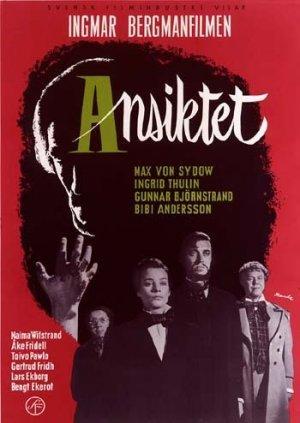 SVENSK FILMINDUSTRI VISAR
INGMAR BERGMANFILMEN
Ansiktet
MAX VON SYDOW
INGRID THULIN
GUNNAR BJÖRNSTRAND
BIBI ANDERSSON
Naima Wifstrand
Åke Fridell
Toivo Pawlo
Gertrud Fridh
Lars Ekborg
Bengt Ekerot
SF